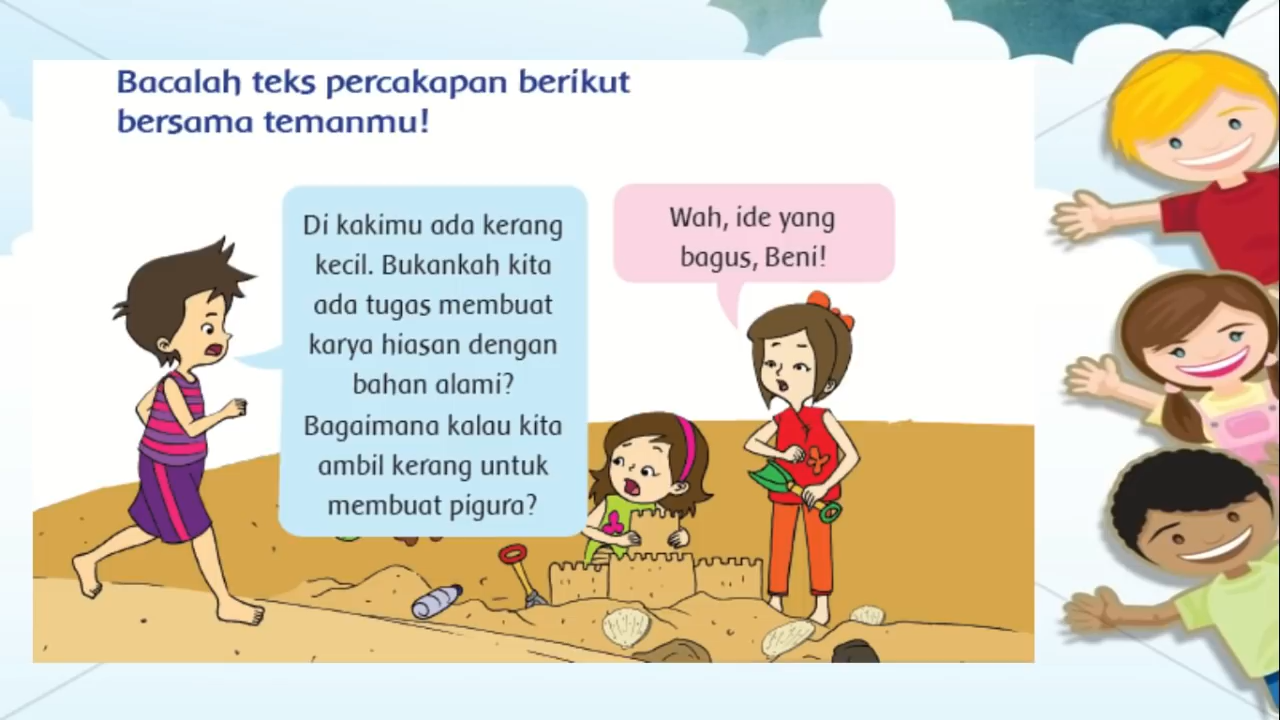 Bacalah teks percakapan berikut
bersama temanmu!
Di kakimu ada kerang
kecil. Bukankah kita
ada tugas membuat
karya hiasan dengan
bahan alami?
Bagaimana kalau kita
ambil kerang untuk
membuat pigura?
Wah, ide yang
bagus, Beni!